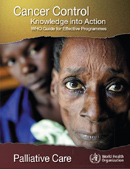 Cancer Control
Knowledge into Action
WHO Guide for Effective Programmes
Palliative Care
World Health
Organization